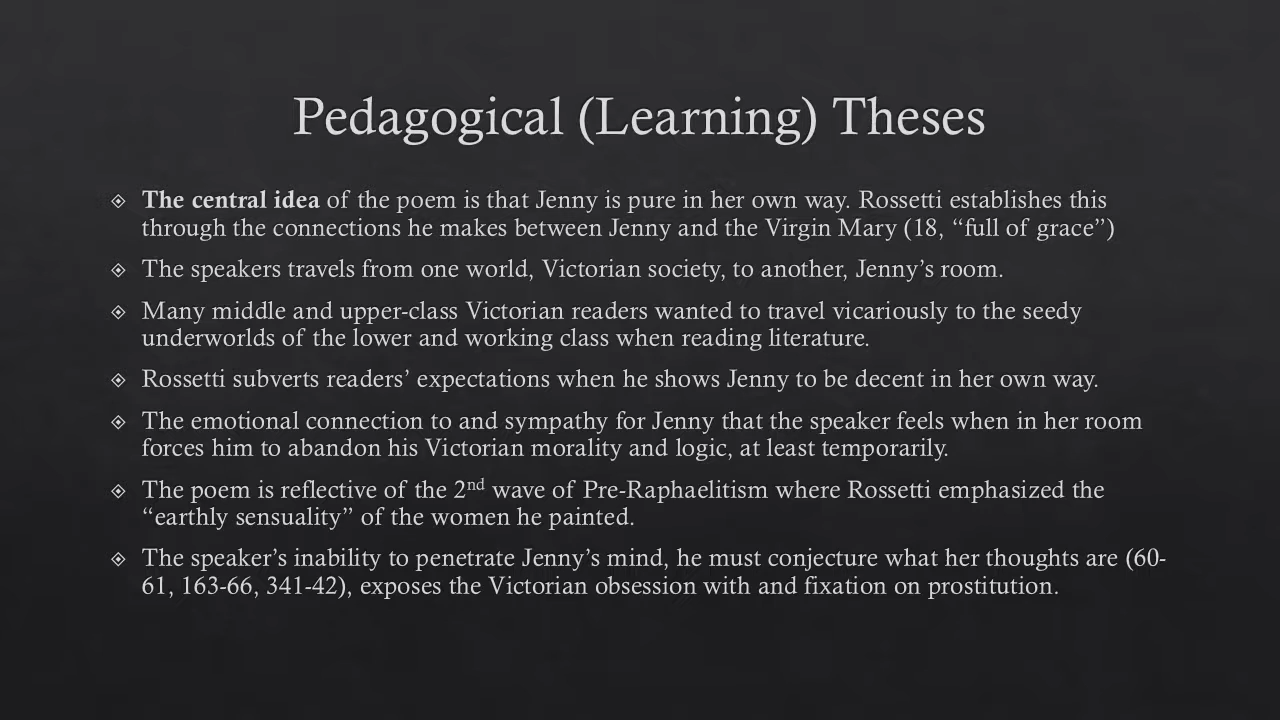 Pedagogical (Learning) Theses
The central idea of the poem is that Jenny is pure in her own way. Rossetti establishes this
through the connections he makes between Jenny and the Virgin Mary (18, “full of grace”)
The speakers travels from one world, Victorian society, to another, Jenny’s room.
Many middle and upper-class Victorian readers wanted to travel vicariously to the seedy
underworlds of the lower and working class when reading literature.
Rossetti subverts readers’ expectations when he shows Jenny to be decent in her own way.
The emotional connection to and sympathy for Jenny that the speaker feels when in her room
forces him to abandon his Victorian morality and logic, at least temporarily.
The poem is reflective of the 2nd wave of Pre-Raphaelitism where Rossetti emphasized the
“earthly sensuality” of the women he painted.
The speaker’s inability to penetrate Jenny’s mind, he must conjecture what her thoughts are (60-
61, 163-66, 341-42), exposes the Victorian obsession with and fixation on prostitution.